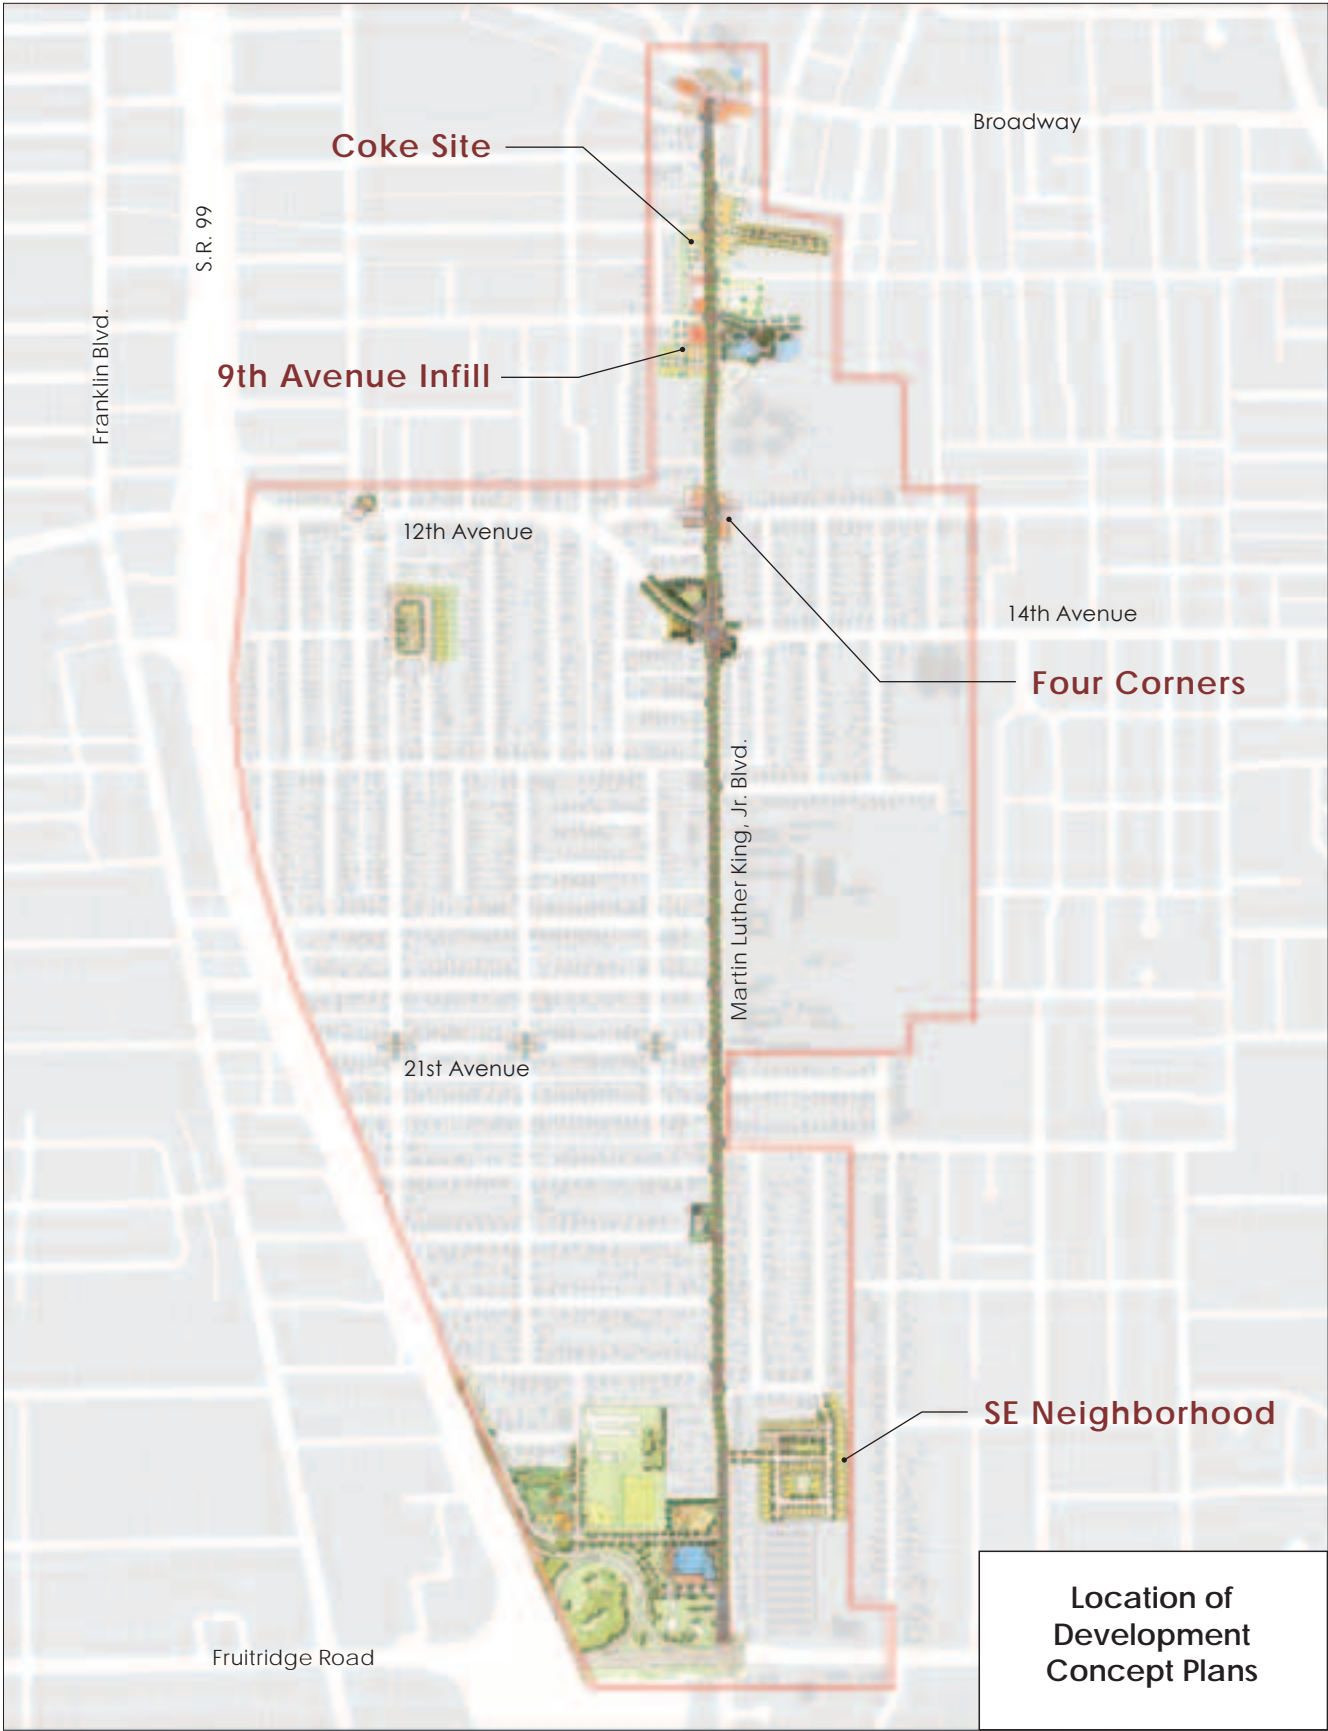 Broadway
Coke Site
S.R. 99
Franklin Blvd.
9th Avenue Infill
12th Avenue
14th Avenue
Four Corners
Martin Luther King, Jr. Blvd.
21st Avenue
SE Neighborhood
Fruitridge Road
Location of
Development
Concept Plans